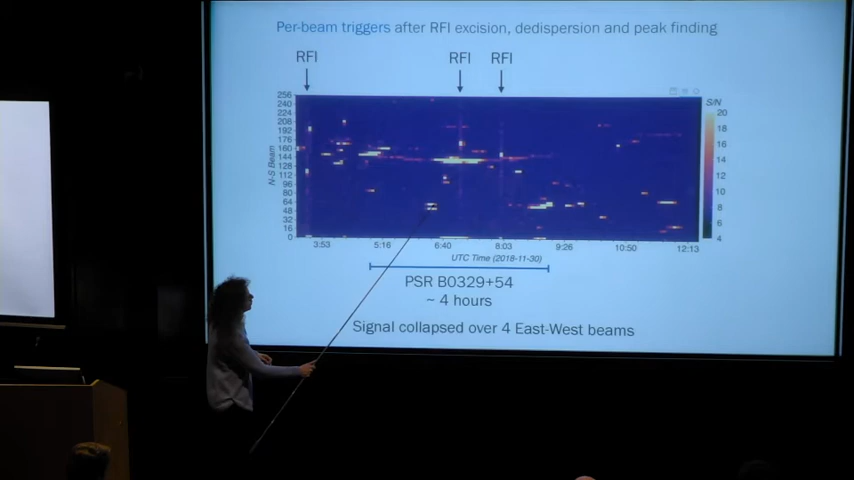 Per-beam triggers after RFI excision, dedispersion and peak finding
RFI RFI RFI
S/N
N-S Beam
256
240
224
208
192
176
160
144
128
112
96
80
64
48
32
16
0
20
18
16
14
12
10
8
6
4
3:53 5:16 6:40 8:03 9:26 10:50 12:13
UTC Time (2018-11-30)
PSR B0329+54
~ 4 hours
Signal collapsed over 4 East-West beams